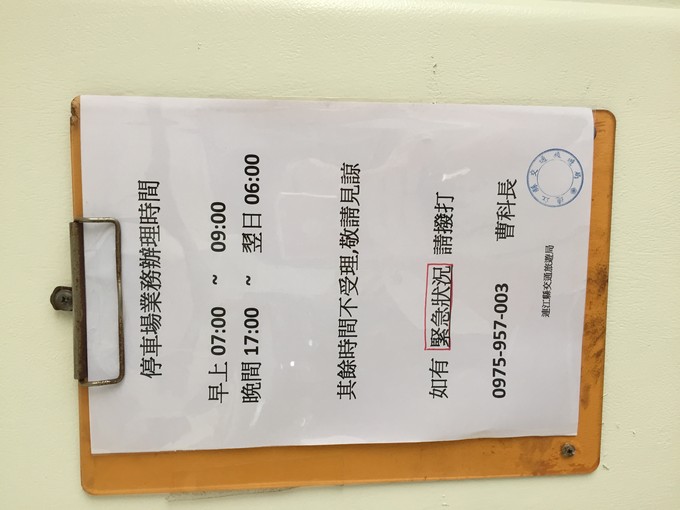 停車場業務辦理時間
早上 07:00 ~ 09:00
晚間 17:00 ~ 翌日 06:00
其餘時間不受理,敬請見諒
如有 緊急狀況 請撥打
0975-957-003 曹科長
連江縣交通旅遊局